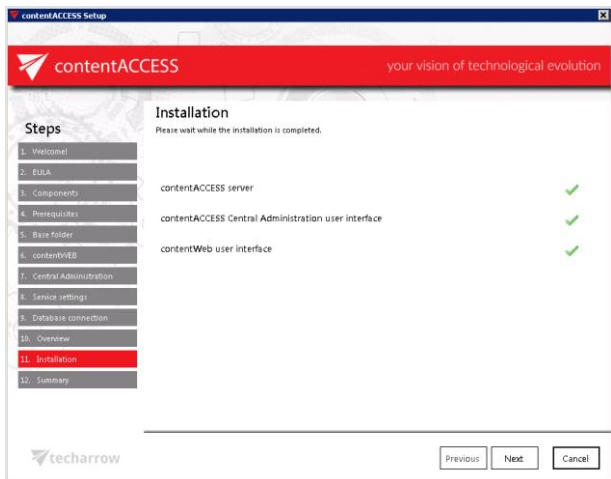 contentACCESS Setup
contentACCESS
your vision of technological evolution
Steps
1. Welcome!
2. EULA
3. Components
4. Prerequisites
5. Base folder
6. contentWEB
7. Central Administration
8. Service settings
9. Database connection
10. Overview
11. Installation
12. Summary
Installation
Please wait while the installation is completed.
contentACCESS server
contentACCESS Central Administration user interface
contentWeb user interface
techarrow
Previous
Next
Cancel